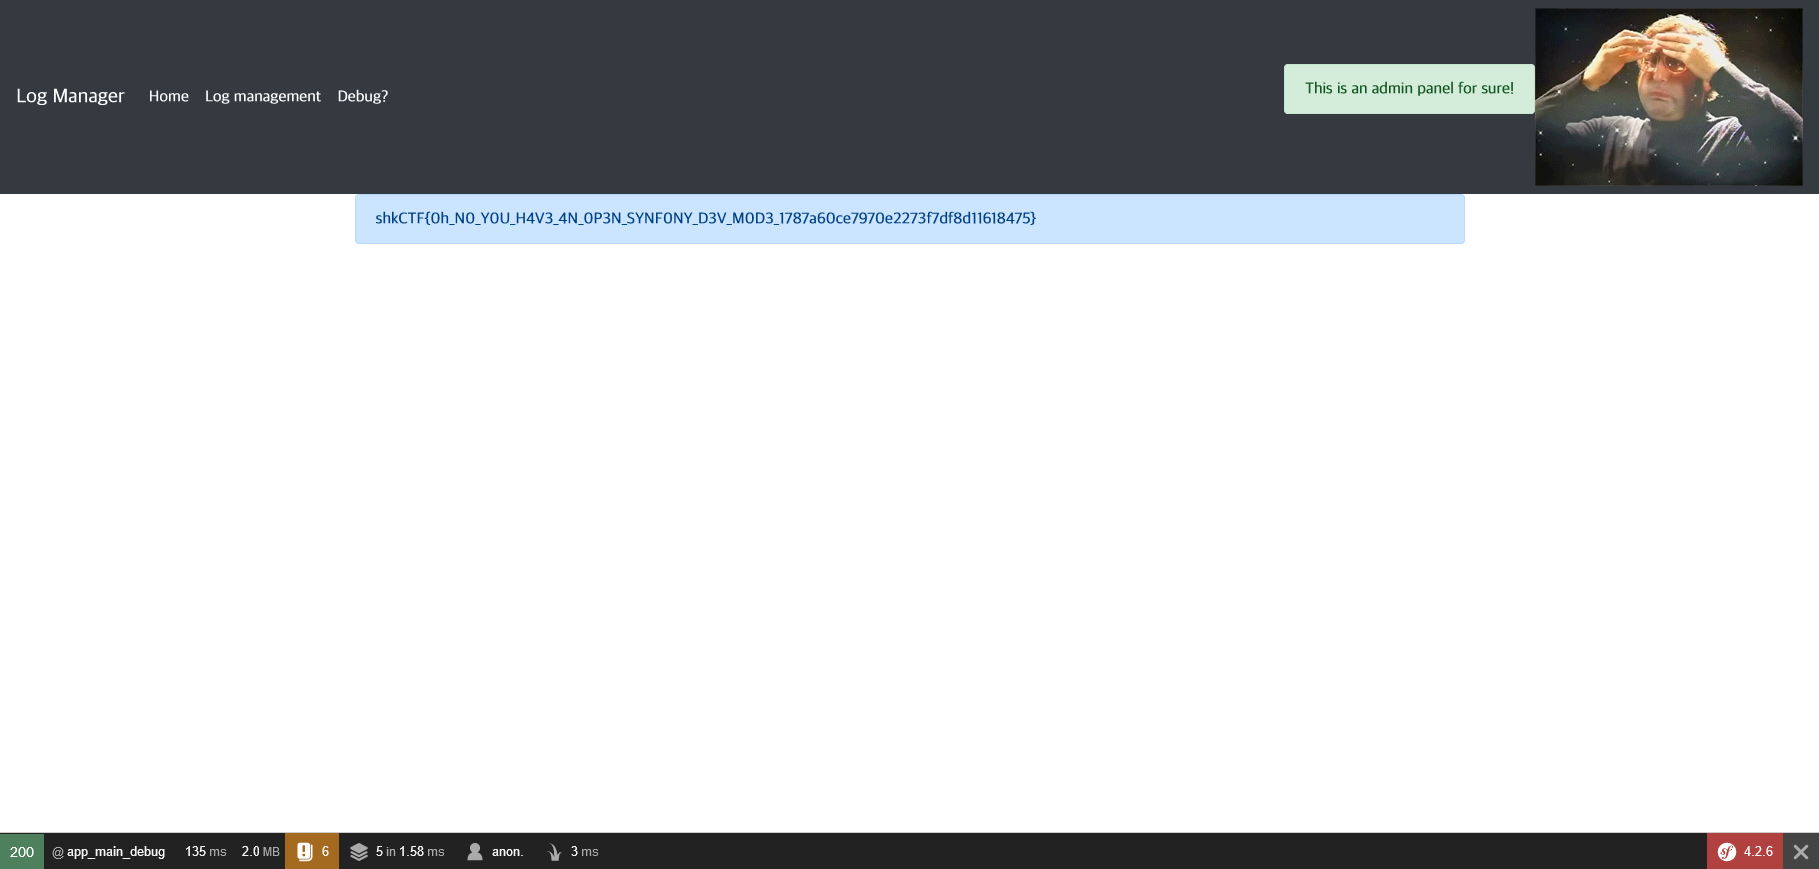 Log Manager Home Log management Debug? This is an admin panel for sure!
shkCTF{0h_N0_Y0U_H4V3_4N_0P3N_SYNF0NY_D3V_M0D3_1787a60ce7970e2273f7df8d11618475}
200 @ app_main_debug 135 ms 2.0 MB 6 5 in 1.58 ms anon. 3 ms sf 4.2.6